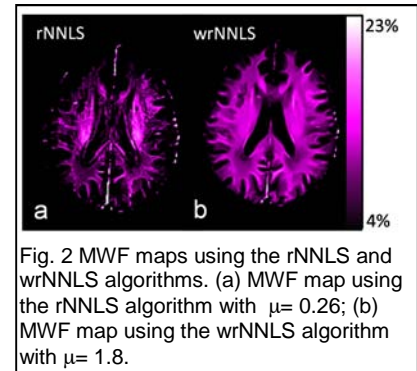 rNNLS
wrNNLS
23%
a
b
4%
Fig. 2 MWF maps using the rNNLS and
wrNNLS algorithms. (a) MWF map using
the rNNLS algorithm with μ= 0.26; (b)
MWF map using the wrNNLS algorithm
with μ= 1.8.